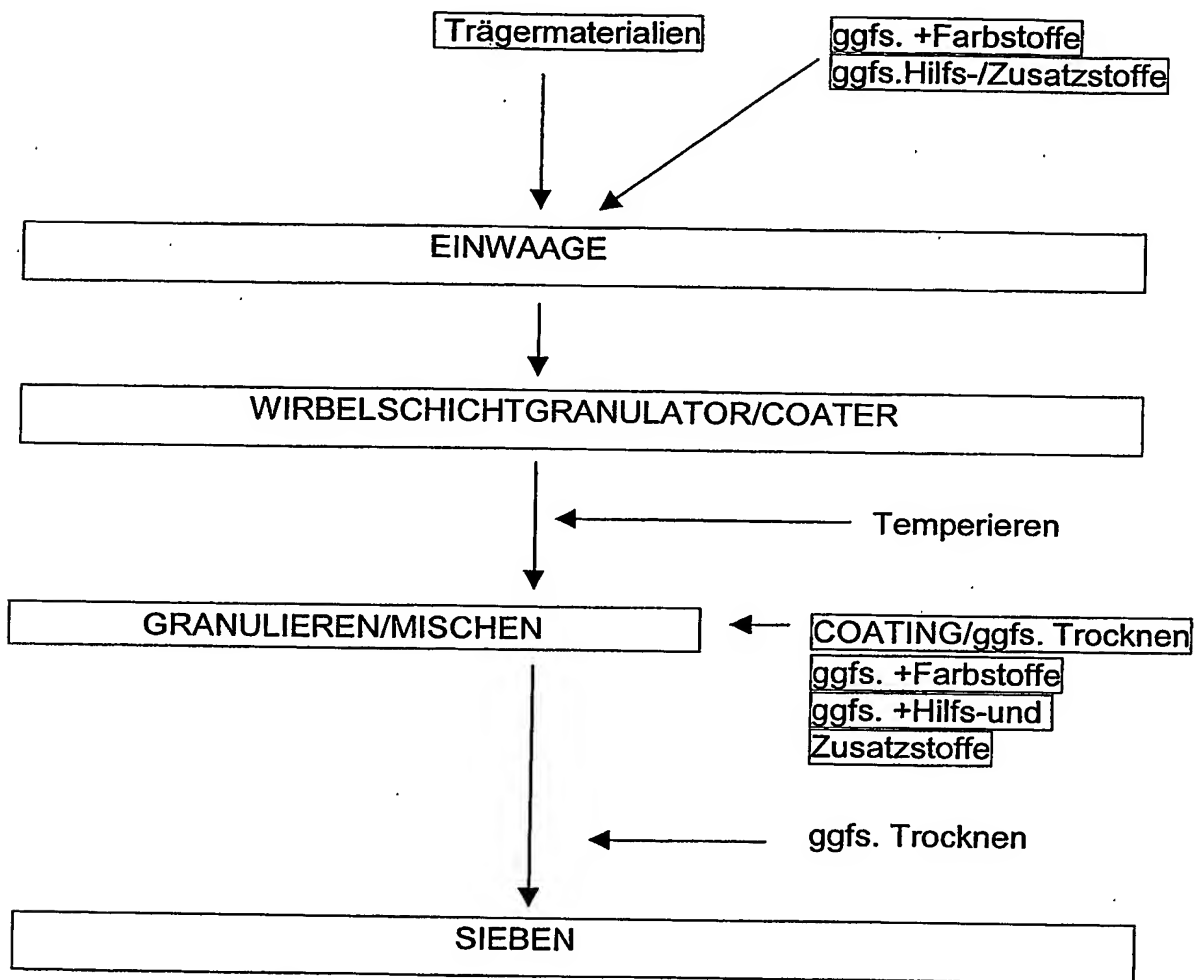 Trägermaterialien
ggfs. +Farbstoffe
ggfs.Hilfs-/Zusatzstoffe
EINWAAGE
WIRBELSCHICHTGRANULATOR/COATER
Temperieren
GRANULIEREN/MISCHEN
COATING/ggfs. Trocknen
ggfs. +Farbstoffe
ggfs. +Hilfs-und
Zusatzstoffe
ggfs. Trocknen
SIEBEN